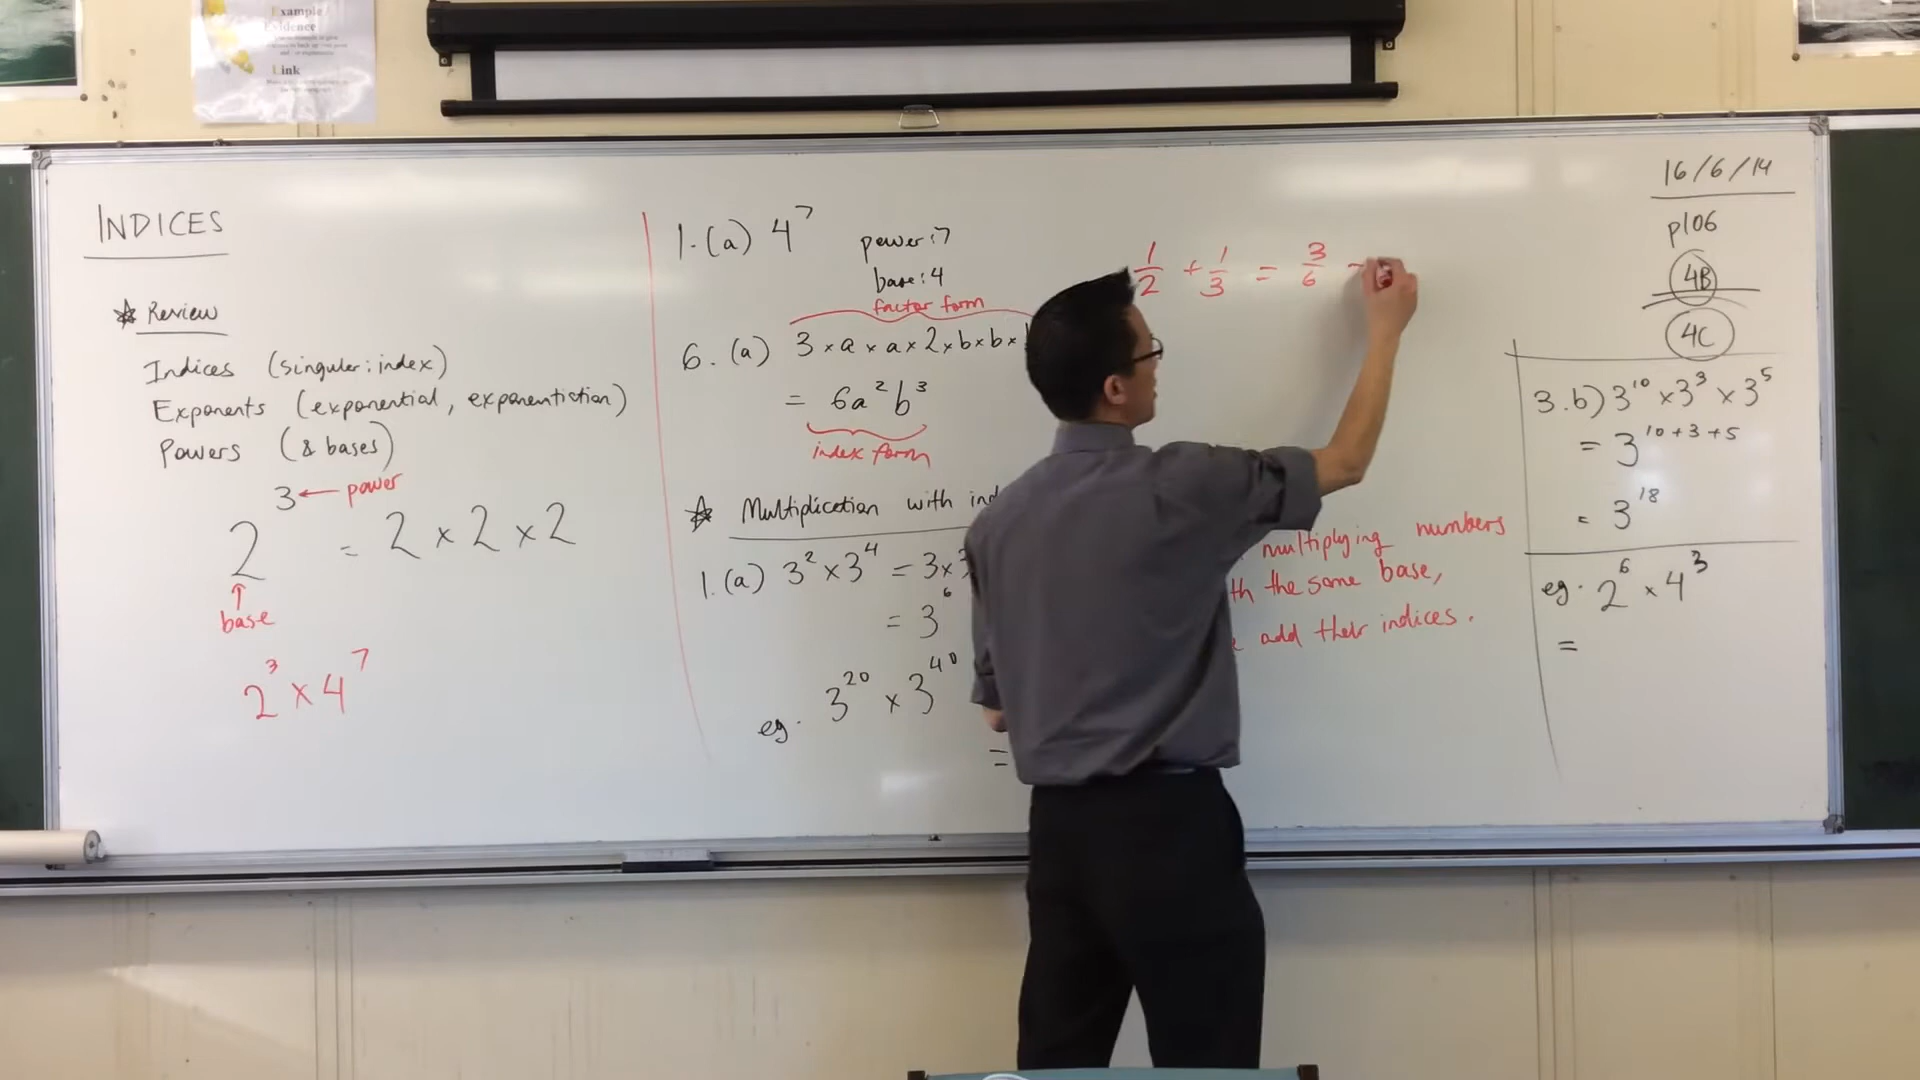 Example/
Evidence
Link
INDICES
★ Review
Indices (singular: index)
Exponents (exponential, exponentiation)
Powers (& bases)
3 ← power
2 = 2 × 2 × 2
↑
base
2³ × 4⁷
1. (a) 4⁷
power: 7
base: 4
factor form
6. (a) 3 × a × a × 2 × b × b ×
= 6a²b³
index form
★ Multiplication with
1. (a) 3² × 3⁴ = 3×
= 3⁶
eg. 3²⁰ × 3⁴⁰
=
1/2 + 1/3 = 3/6
multiplying numbers
the same base,
add their indices.
16/6/14
p106
4B
4C
3. b) 3¹⁰ × 3³ × 3⁵
= 3¹⁰⁺³⁺⁵
= 3¹⁸
eg. 2⁶ × 4³
=